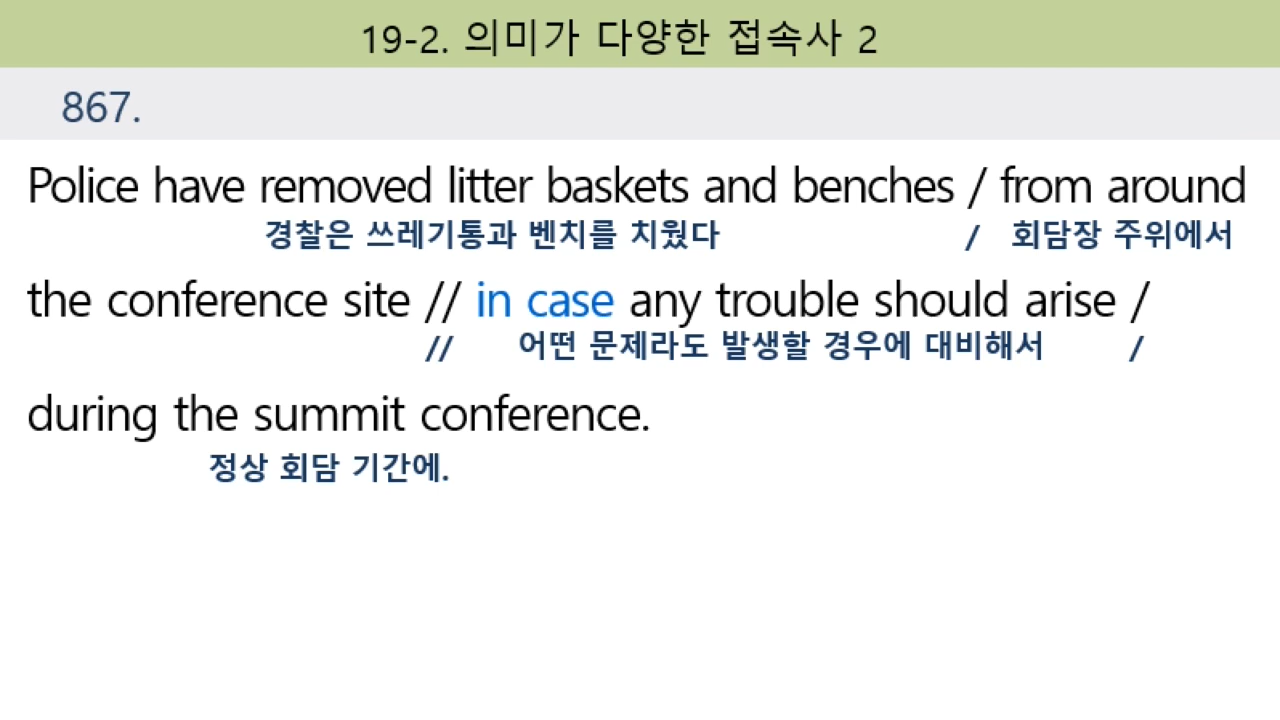 19-2. 의미가 다양한 접속사 2
867.
Police have removed litter baskets and benches / from around
경찰은 쓰레기통과 벤치를 치웠다 / 회담장 주위에서
the conference site // in case any trouble should arise /
// 어떤 문제라도 발생할 경우에 대비해서 /
during the summit conference.
정상 회담 기간에.